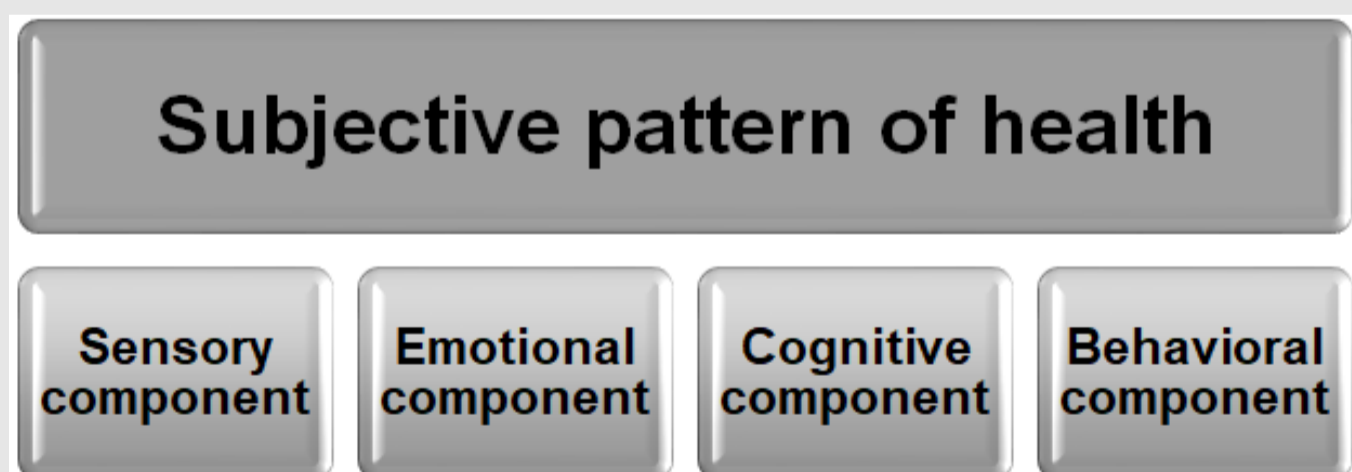 Subjective pattern of health
Sensory
component
Emotional
component
Cognitive
component
Behavioral
component